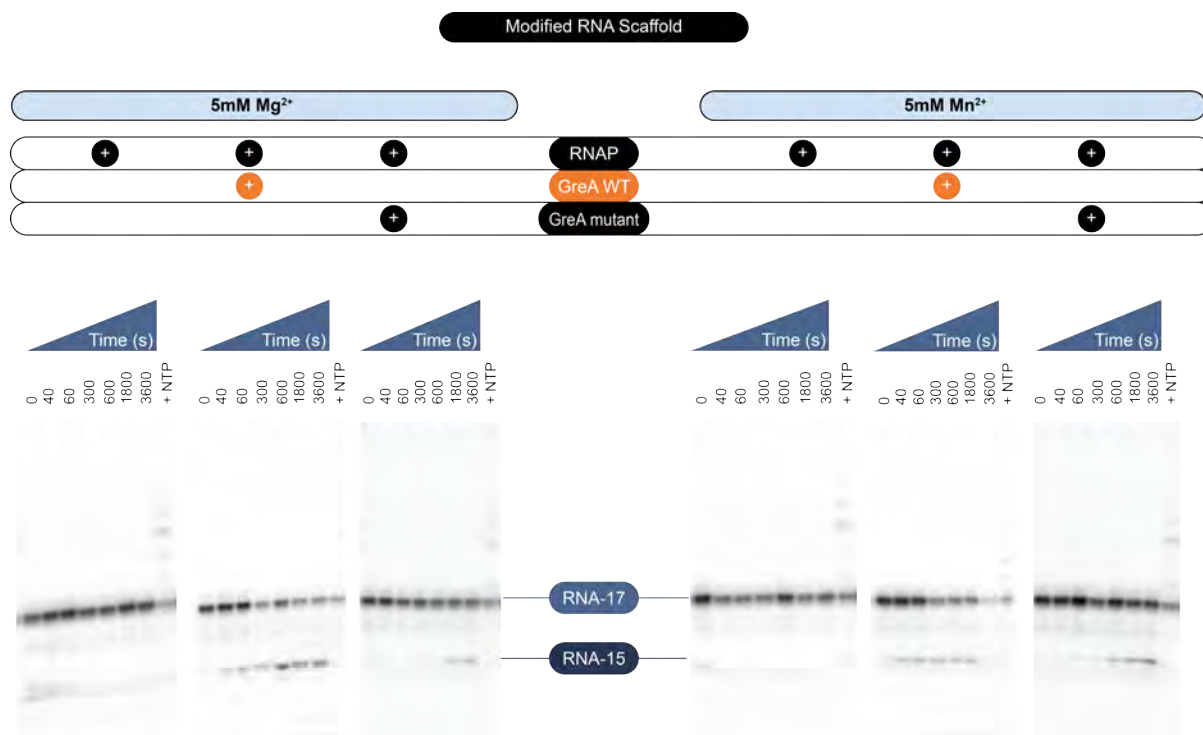 Modified RNA Scaffold
5mM Mg²⁺
5mM Mn²⁺
+ + + RNAP + + +
+ GreA WT +
+ GreA mutant +
Time (s) Time (s) Time (s) Time (s) Time (s) Time (s)
0 40 60 300 600 1800 3600 + NTP
0 40 60 300 600 1800 3600 + NTP
0 40 60 300 600 1800 3600 + NTP
0 40 60 300 600 1800 3600 + NTP
0 40 60 300 600 1800 3600 + NTP
0 40 60 300 600 1800 3600 + NTP
RNA-17
RNA-15